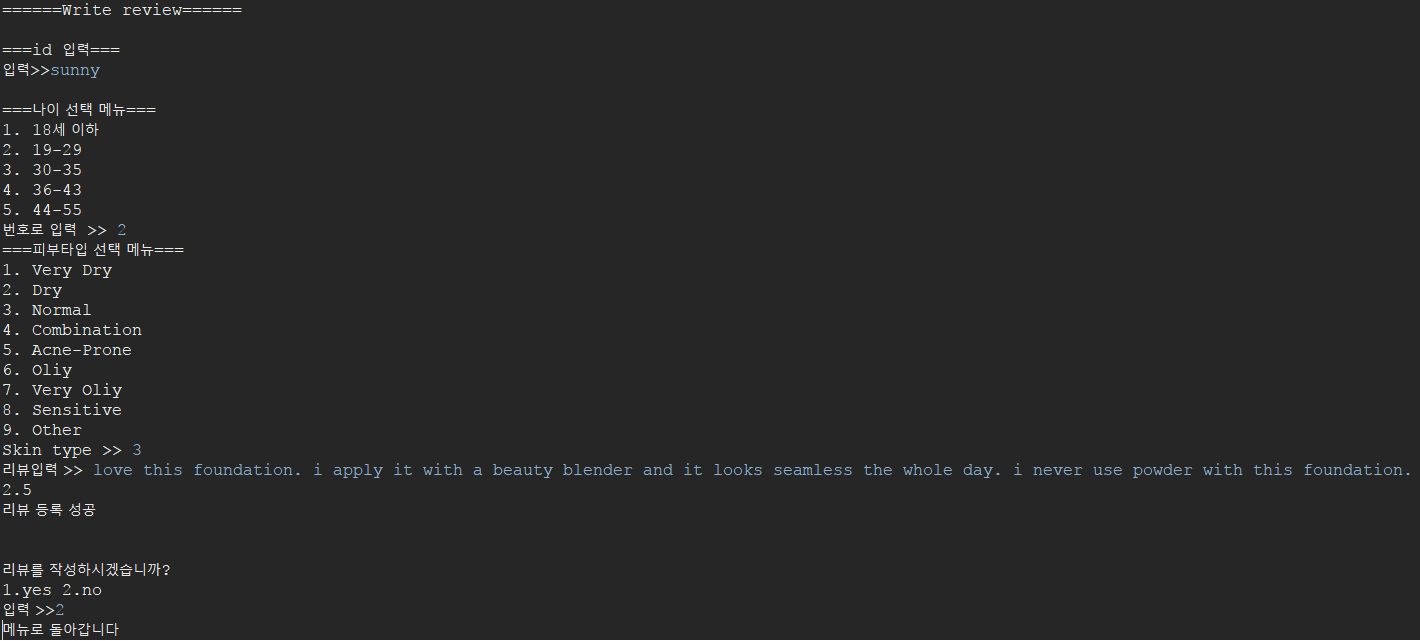 ======Write review======
===id 입력===
입력>>sunny
===나이 선택 메뉴===
1. 18세 이하
2. 19-29
3. 30-35
4. 36-43
5. 44-55
번호로 입력 >> 2
===피부타입 선택 메뉴===
1. Very Dry
2. Dry
3. Normal
4. Combination
5. Acne-Prone
6. Oliy
7. Very Oliy
8. Sensitive
9. Other
Skin type >> 3
리뷰입력 >> love this foundation. i apply it with a beauty blender and it looks seamless the whole day. i never use powder with this foundation.
2.5
리뷰 등록 성공
리뷰를 작성하시겠습니까?
1.yes 2.no
입력 >>2
메뉴로 돌아갑니다